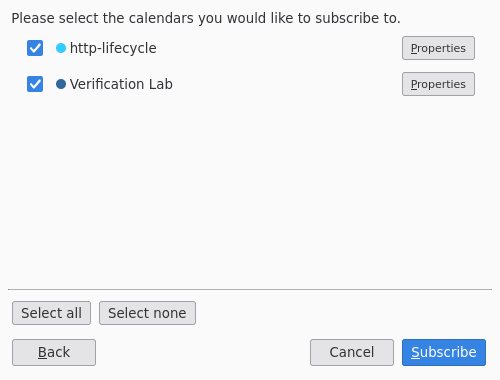 Please select the calendars you would like to subscribe to.
http-lifecycle Properties
Verification Lab Properties
Select all Select none
Back Cancel Subscribe